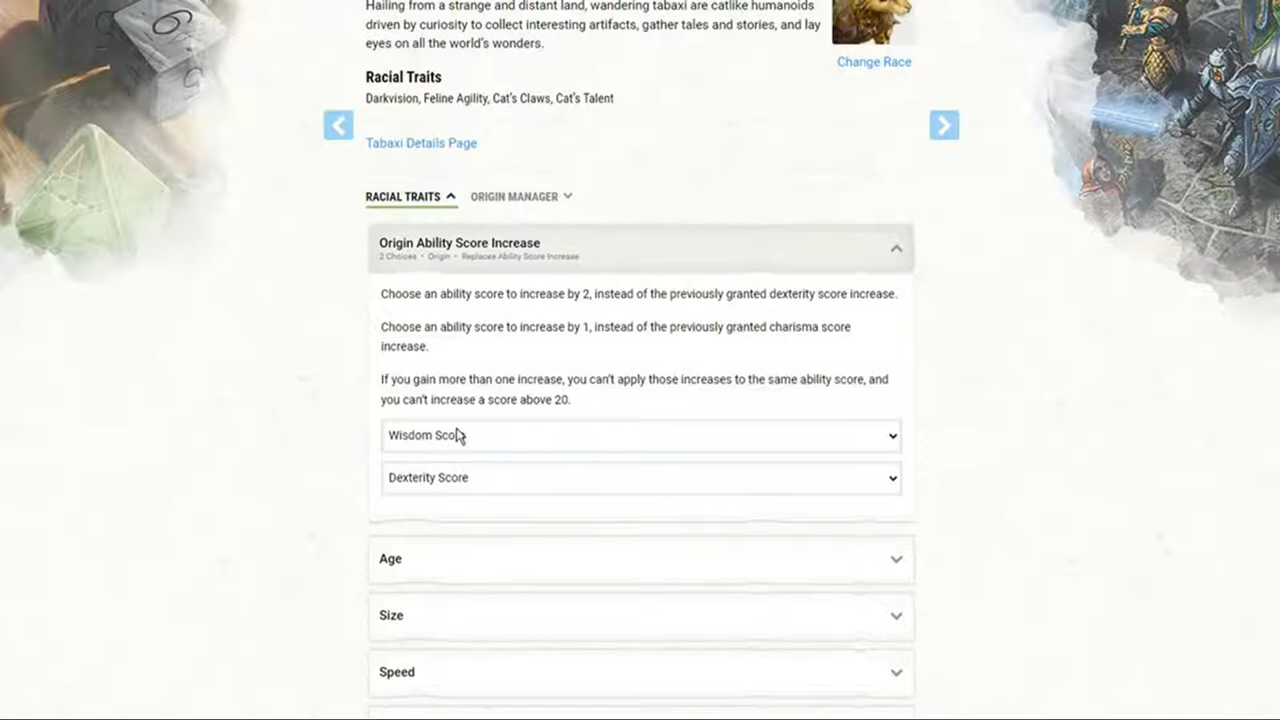 Hailing from a strange and distant land, wandering tabaxi are catlike humanoids
driven by curiosity to collect interesting artifacts, gather tales and stories, and lay
eyes on all the world's wonders.
Change Race
Racial Traits
Darkvision, Feline Agility, Cat's Claws, Cat's Talent
Tabaxi Details Page
RACIAL TRAITS ORIGIN MANAGER
Origin Ability Score Increase
2 Choices • Origin • Replaces Ability Score Increase
Choose an ability score to increase by 2, instead of the previously granted dexterity score increase.
Choose an ability score to increase by 1, instead of the previously granted charisma score
increase.
If you gain more than one increase, you can't apply those increases to the same ability score, and
you can't increase a score above 20.
Wisdom Score
Dexterity Score
Age
Size
Speed